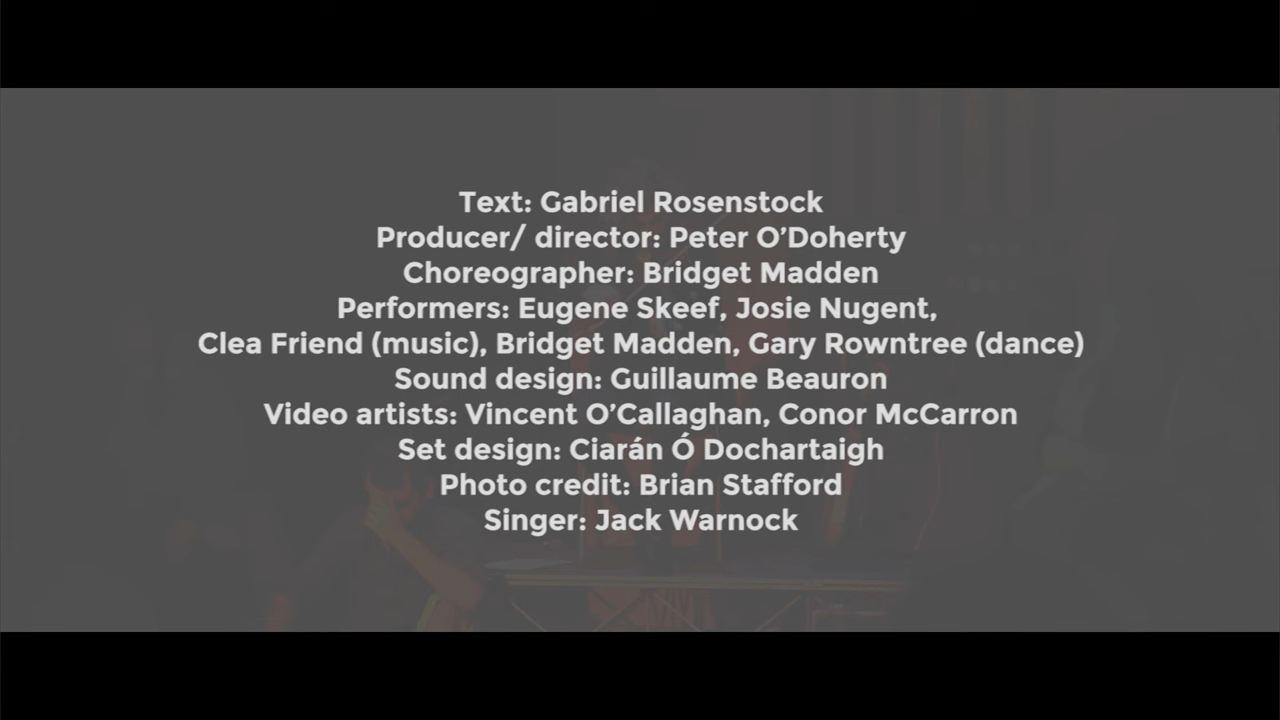 Text: Gabriel Rosenstock
Producer/ director: Peter O’Doherty
Choreographer: Bridget Madden
Performers: Eugene Skeef, Josie Nugent,
Clea Friend (music), Bridget Madden, Gary Rowntree (dance)
Sound design: Guillaume Beauron
Video artists: Vincent O’Callaghan, Conor McCarron
Set design: Ciarán Ó Dochartaigh
Photo credit: Brian Stafford
Singer: Jack Warnock